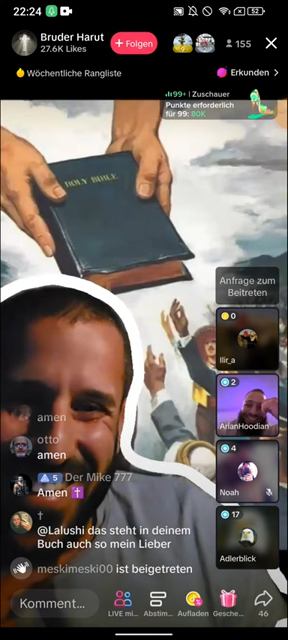 22:24
52
Bruder Harut
27.6K Likes
+ Folgen
155
Wöchentliche Rangliste
Erkunden >
99+ | Zuschauer
Punkte erforderlich
für 99: 80K
HOLY BIBLE
Anfrage zum
Beitreten
0
Ilir_a
2
ArianHoodian
4
Noah
17
Adlerblick
amen
otto
amen
5 Der Mike 777
Amen ✝️
✝
@Lalushi das steht in deinem
Buch auch so mein Lieber
meskimeski00 ist beigetreten
Komment...
LIVE mi...
Abstim...
Aufladen
Gesche...
46